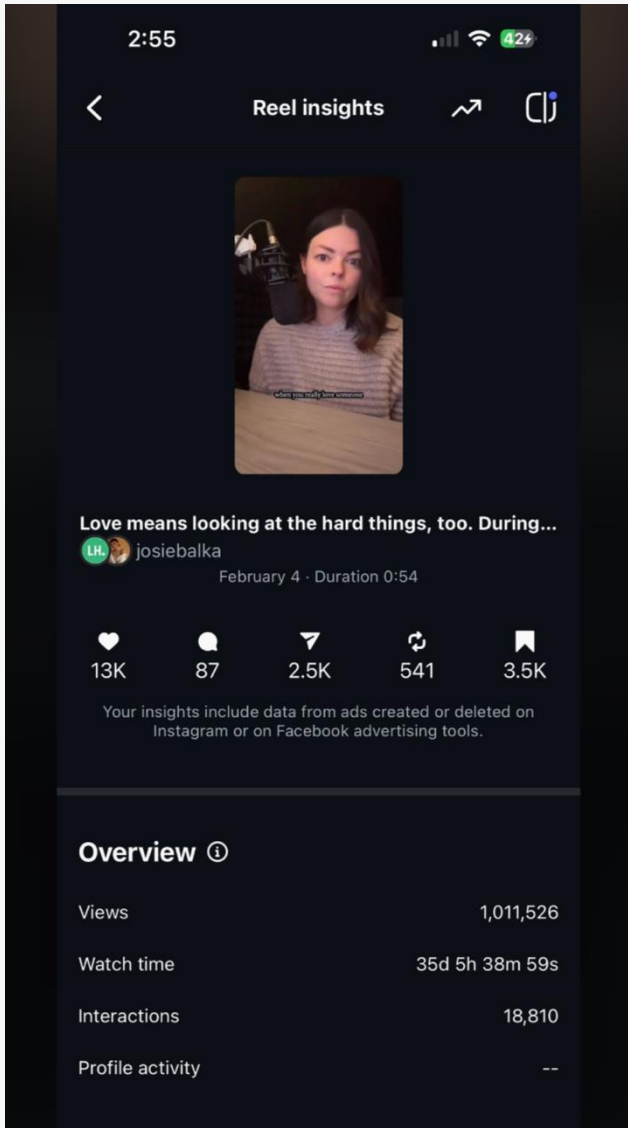 2:55
42
Reel insights
when you really love someone
Love means looking at the hard things, too. During...
LH. josiebalka
February 4 · Duration 0:54
13K 87 2.5K 541 3.5K
Your insights include data from ads created or deleted on
Instagram or on Facebook advertising tools.
Overview
Views 1,011,526
Watch time 35d 5h 38m 59s
Interactions 18,810
Profile activity --